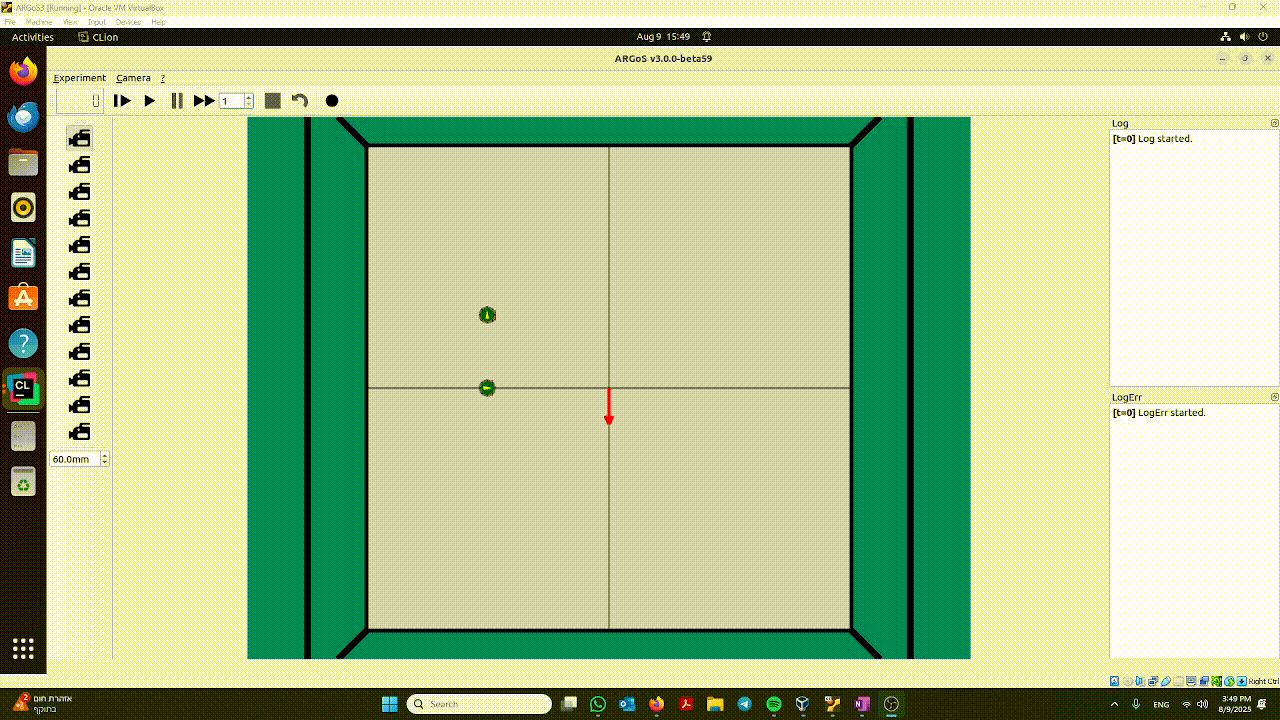 ARGoS3 [Running] - Oracle VM VirtualBox
File Machine View Input Devices Help
Activities CLion Aug 9 15:49
ARGoS v3.0.0-beta59
Experiment Camera ?
0 1
Log
[t=0] Log started.
CL
60.0mm
LogErr
[t=0] LogErr started.
Right Ctrl
2 אזהרת חום
בתוקף
Search
ENG
3:49 PM
8/9/2025